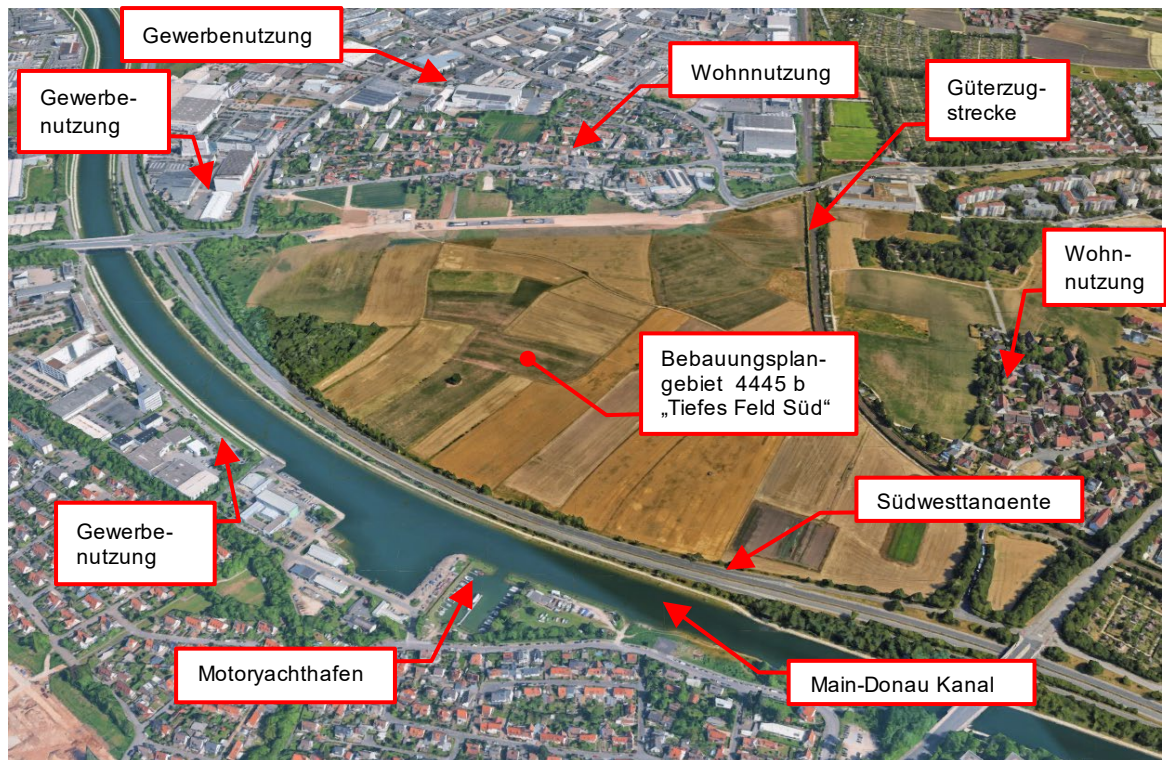 Gewerbenutzung
Wohnnutzung
Güterzug-
strecke
Gewerbe-
nutzung
Wohn-
nutzung
Bebauungsplan-
gebiet 4445 b
„Tiefes Feld Süd“
Südwesttangente
Gewerbe-
nutzung
Motoryachthafen
Main-Donau Kanal